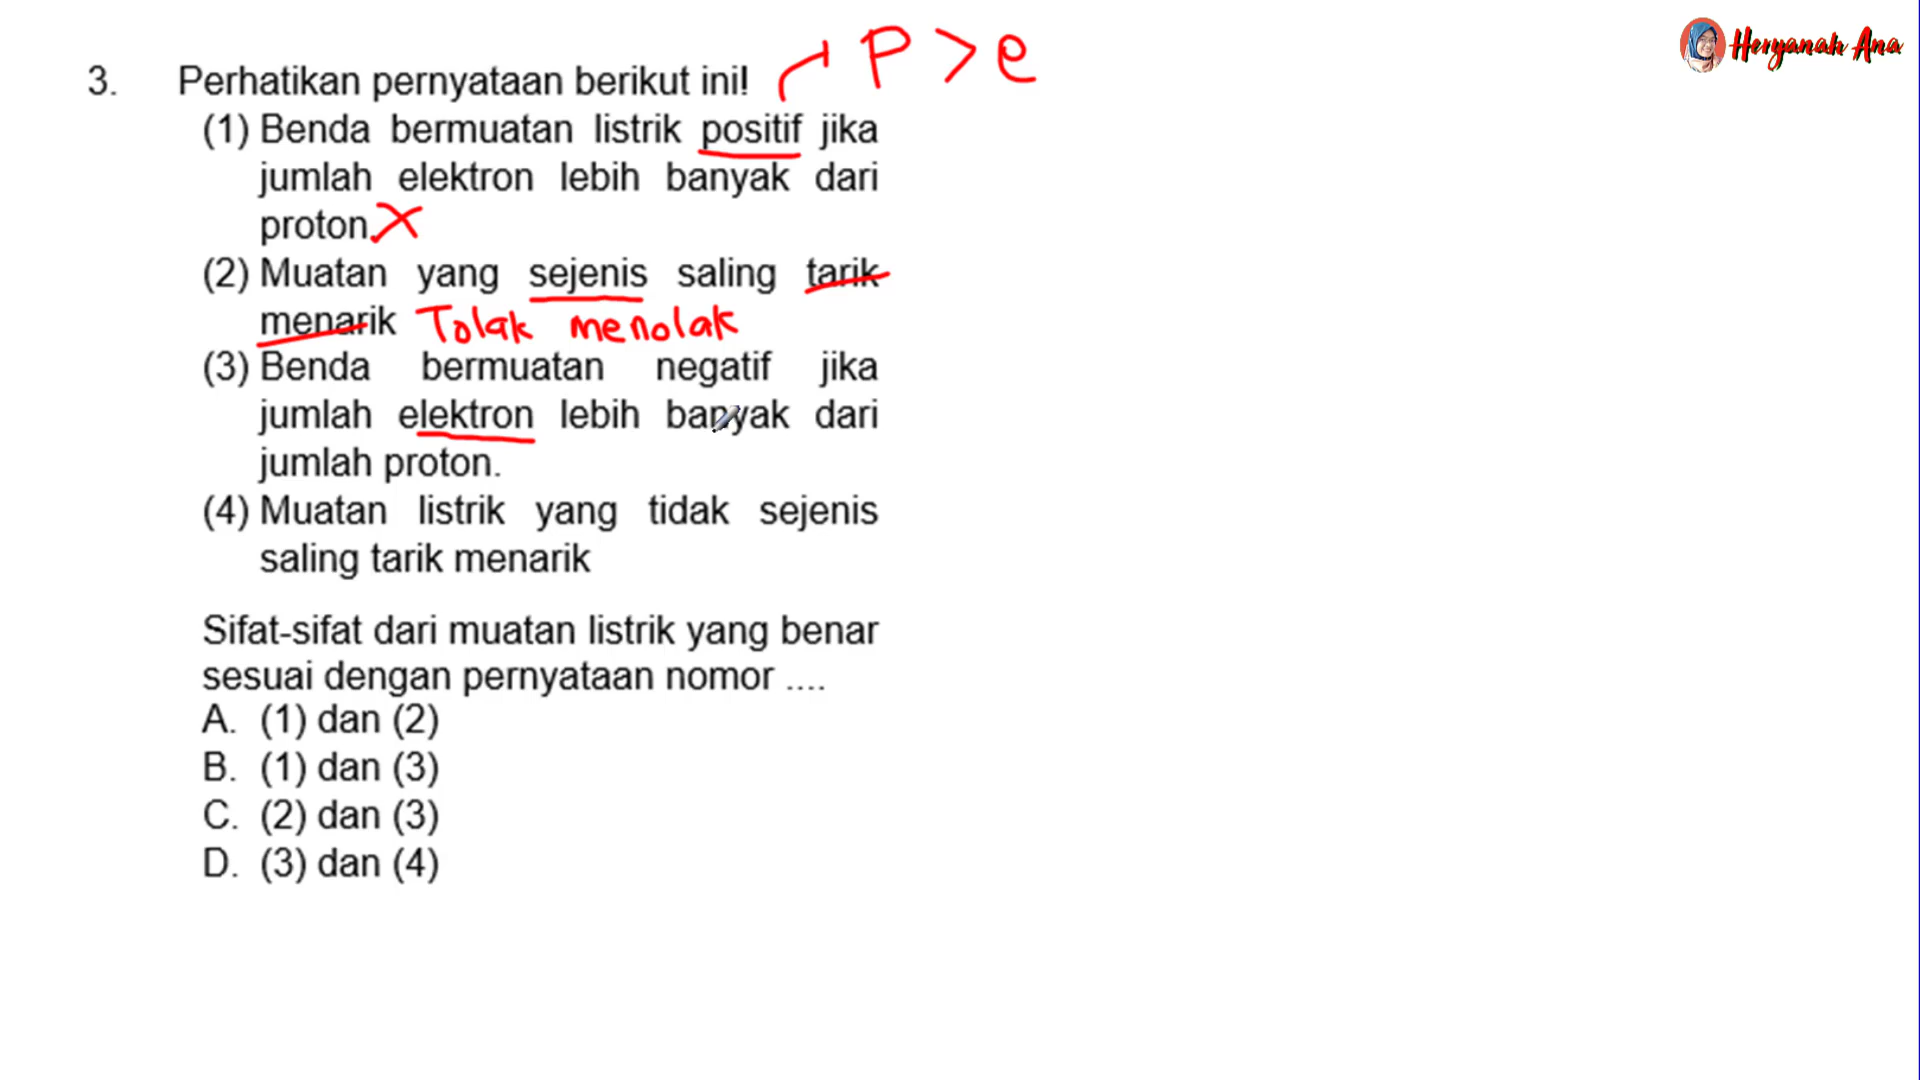 P > e
Heryanah Ana
3. Perhatikan pernyataan berikut ini!
(1) Benda bermuatan listrik positif jika
jumlah elektron lebih banyak dari
proton.X
(2) Muatan yang sejenis saling tarik
menarik Tolak menolak
(3) Benda bermuatan negatif jika
jumlah elektron lebih banyak dari
jumlah proton.
(4) Muatan listrik yang tidak sejenis
saling tarik menarik
Sifat-sifat dari muatan listrik yang benar
sesuai dengan pernyataan nomor ....
A. (1) dan (2)
B. (1) dan (3)
C. (2) dan (3)
D. (3) dan (4)